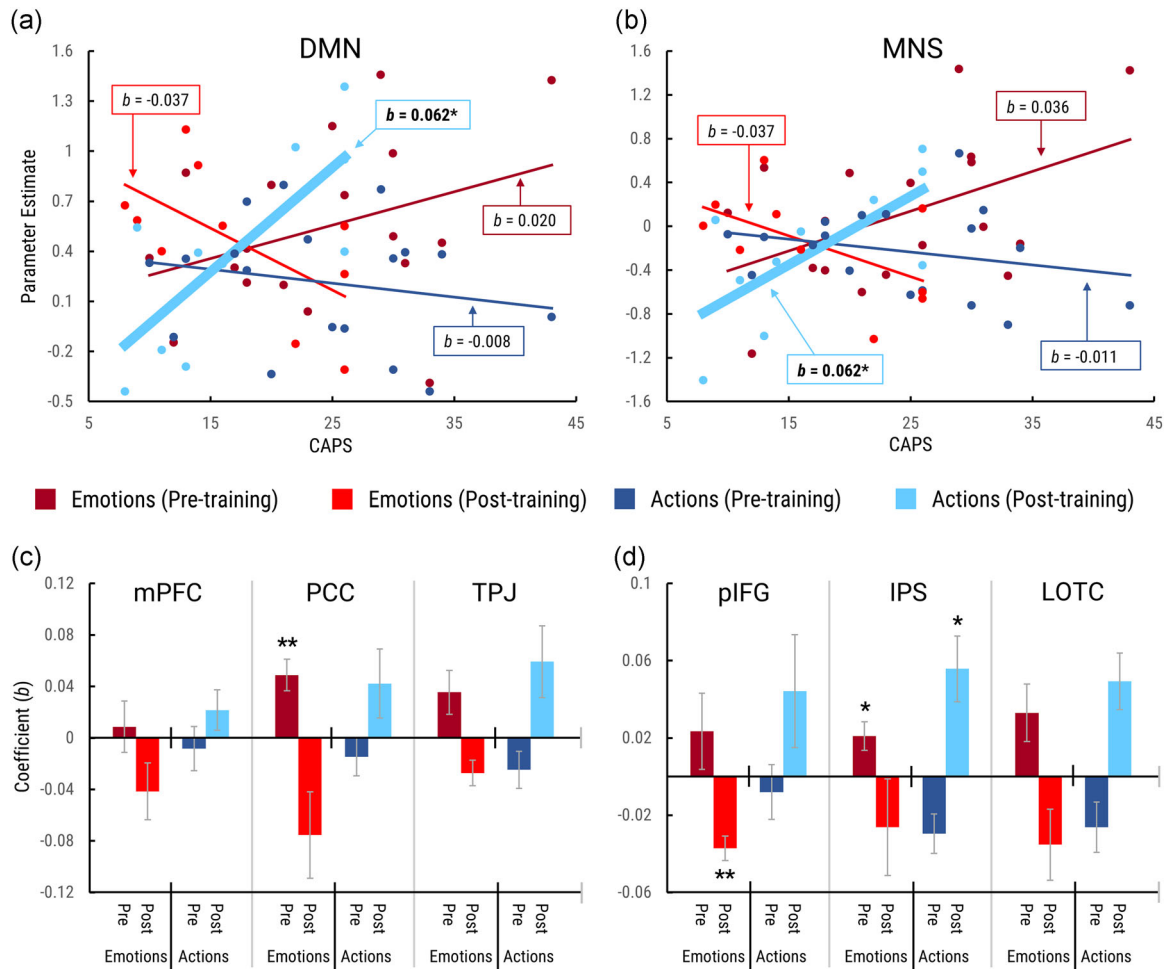 (a)
DMN
1.6
1.3
1
0.7
0.4
0.1
-0.2
-0.5
Parameter Estimate
b = -0.037
b = 0.062*
b = 0.020
b = -0.008
5
15
25
35
45
CAPS
(b)
MNS
1.6
1.2
0.8
0.4
0
-0.4
-0.8
-1.2
-1.6
b = -0.037
b = 0.036
b = 0.062*
b = -0.011
5
15
25
35
45
CAPS
Emotions (Pre-training)
Emotions (Post-training)
Actions (Pre-training)
Actions (Post-training)
(c)
0.12
0.08
0.04
0
-0.04
-0.08
-0.12
Coefficient (b)
mPFC
PCC
TPJ
**
Pre
Post
Pre
Post
Pre
Post
Pre
Post
Pre
Post
Pre
Post
Emotions
Actions
Emotions
Actions
Emotions
Actions
(d)
0.1
0.06
0.02
-0.02
-0.06
pIFG
IPS
LOTC
*
*
**
Pre
Post
Pre
Post
Pre
Post
Pre
Post
Pre
Post
Pre
Post
Emotions
Actions
Emotions
Actions
Emotions
Actions